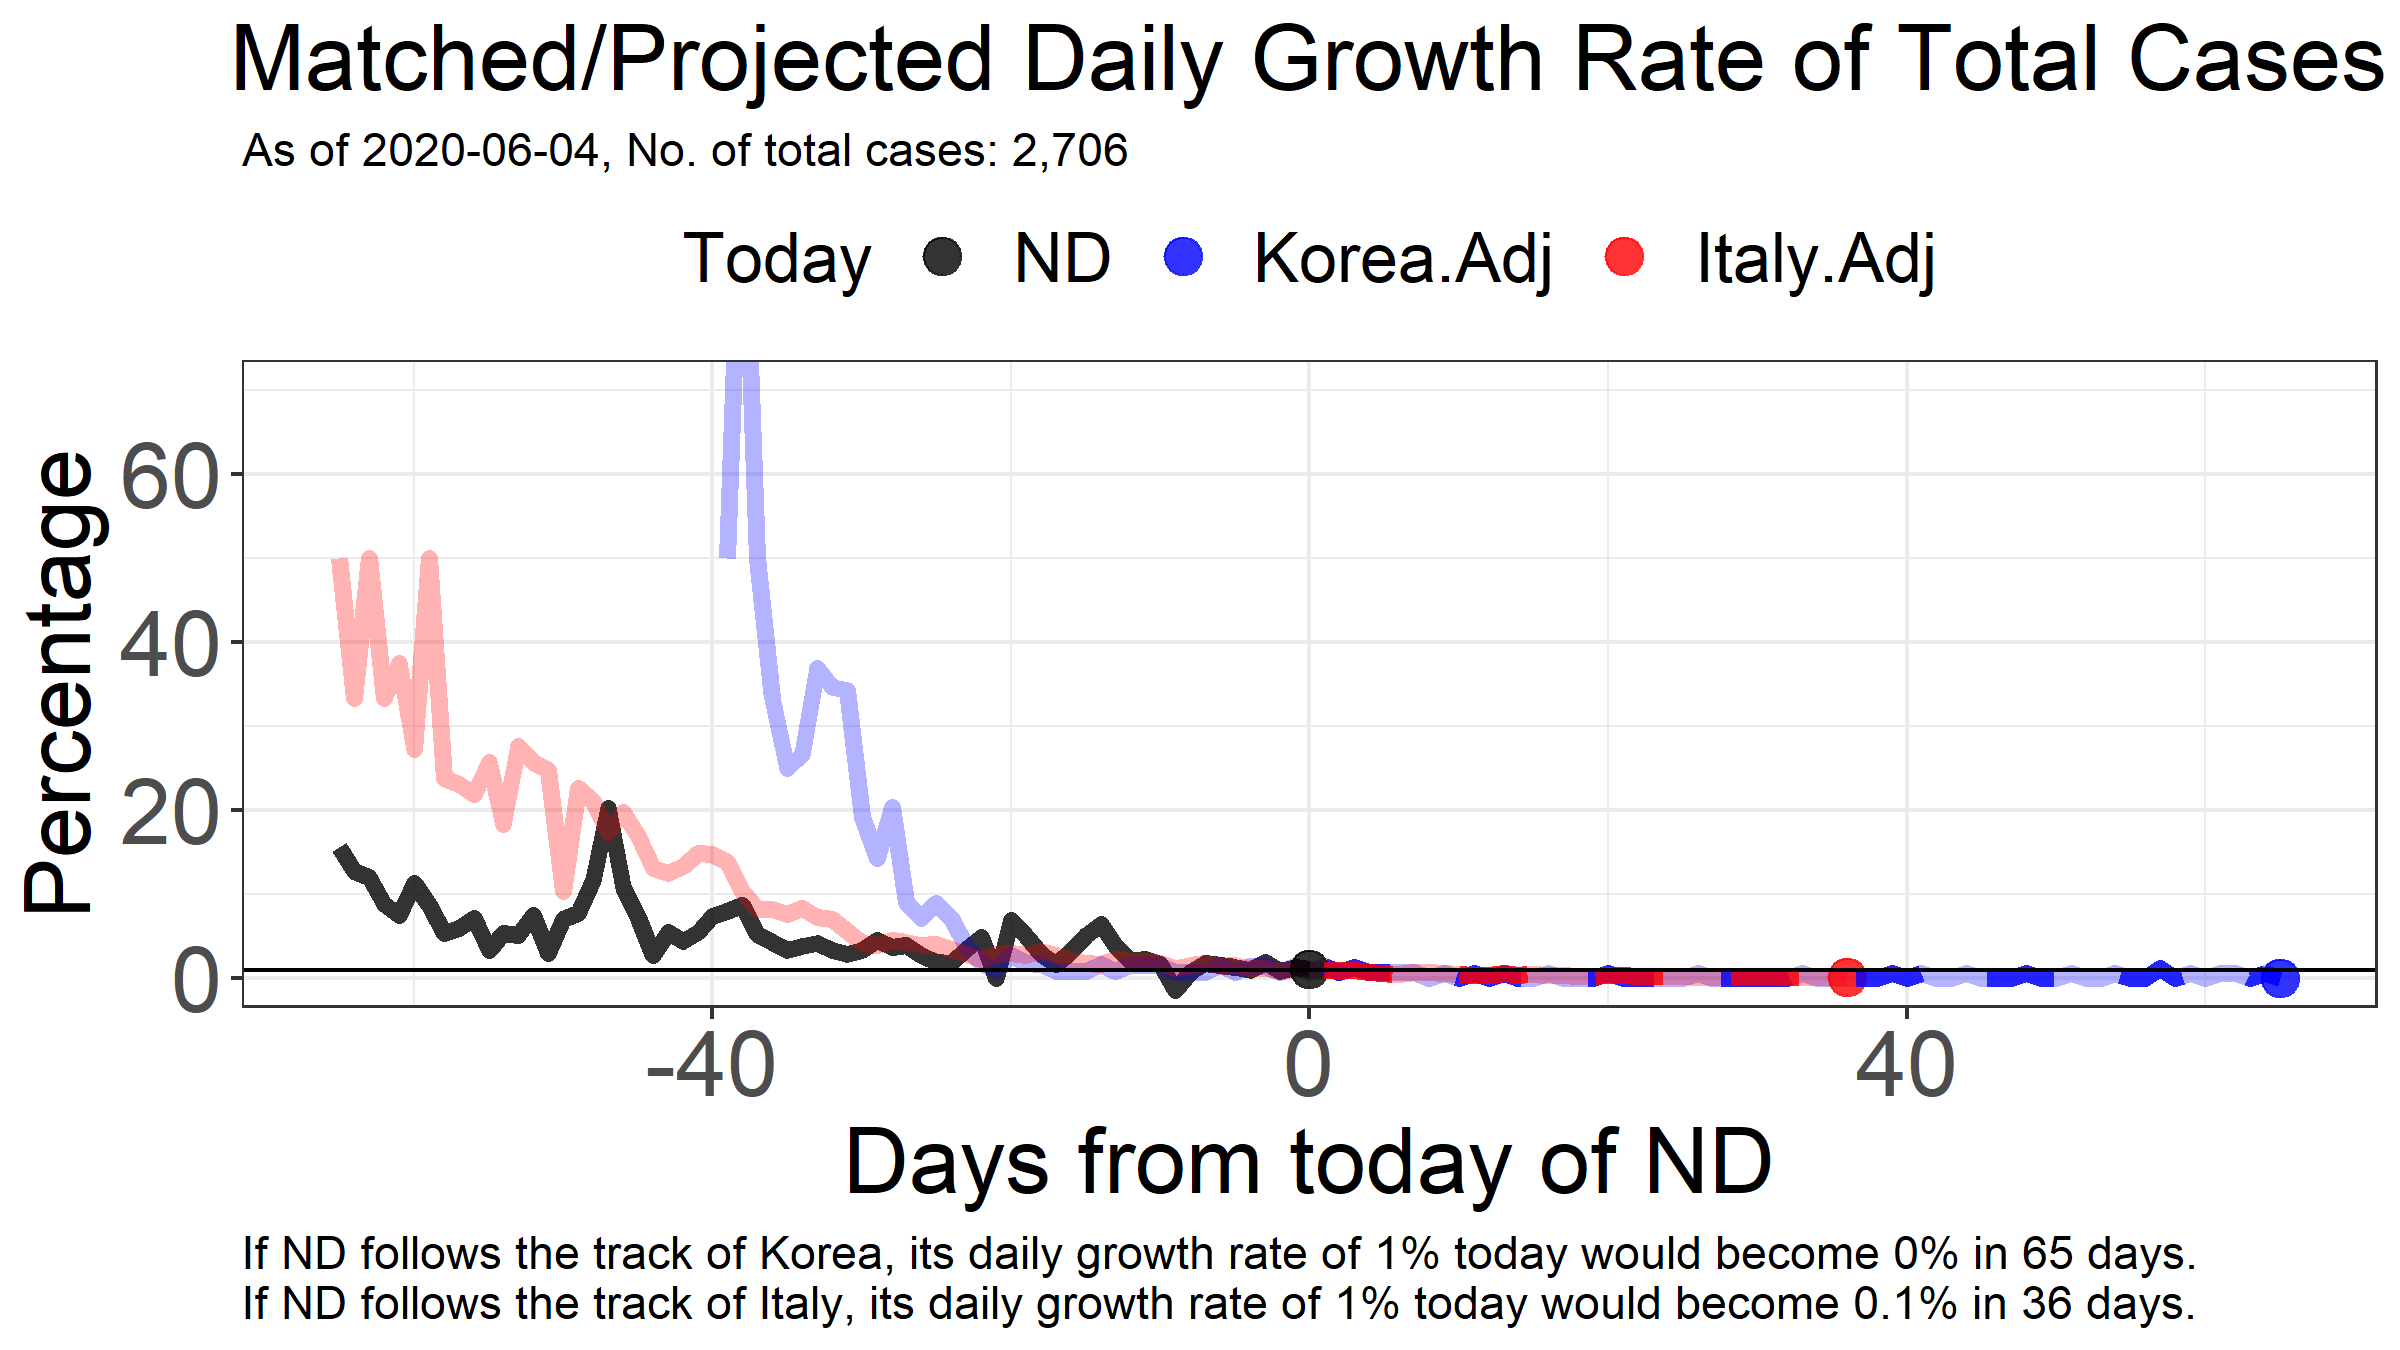 Matched/Projected Daily Growth Rate of Total Cases
As of 2020-06-04, No. of total cases: 2,706
Today ND Korea.Adj Italy.Adj
Percentage
60
40
20
0
-40 0 40
Days from today of ND
If ND follows the track of Korea, its daily growth rate of 1% today would become 0% in 65 days.
If ND follows the track of Italy, its daily growth rate of 1% today would become 0.1% in 36 days.